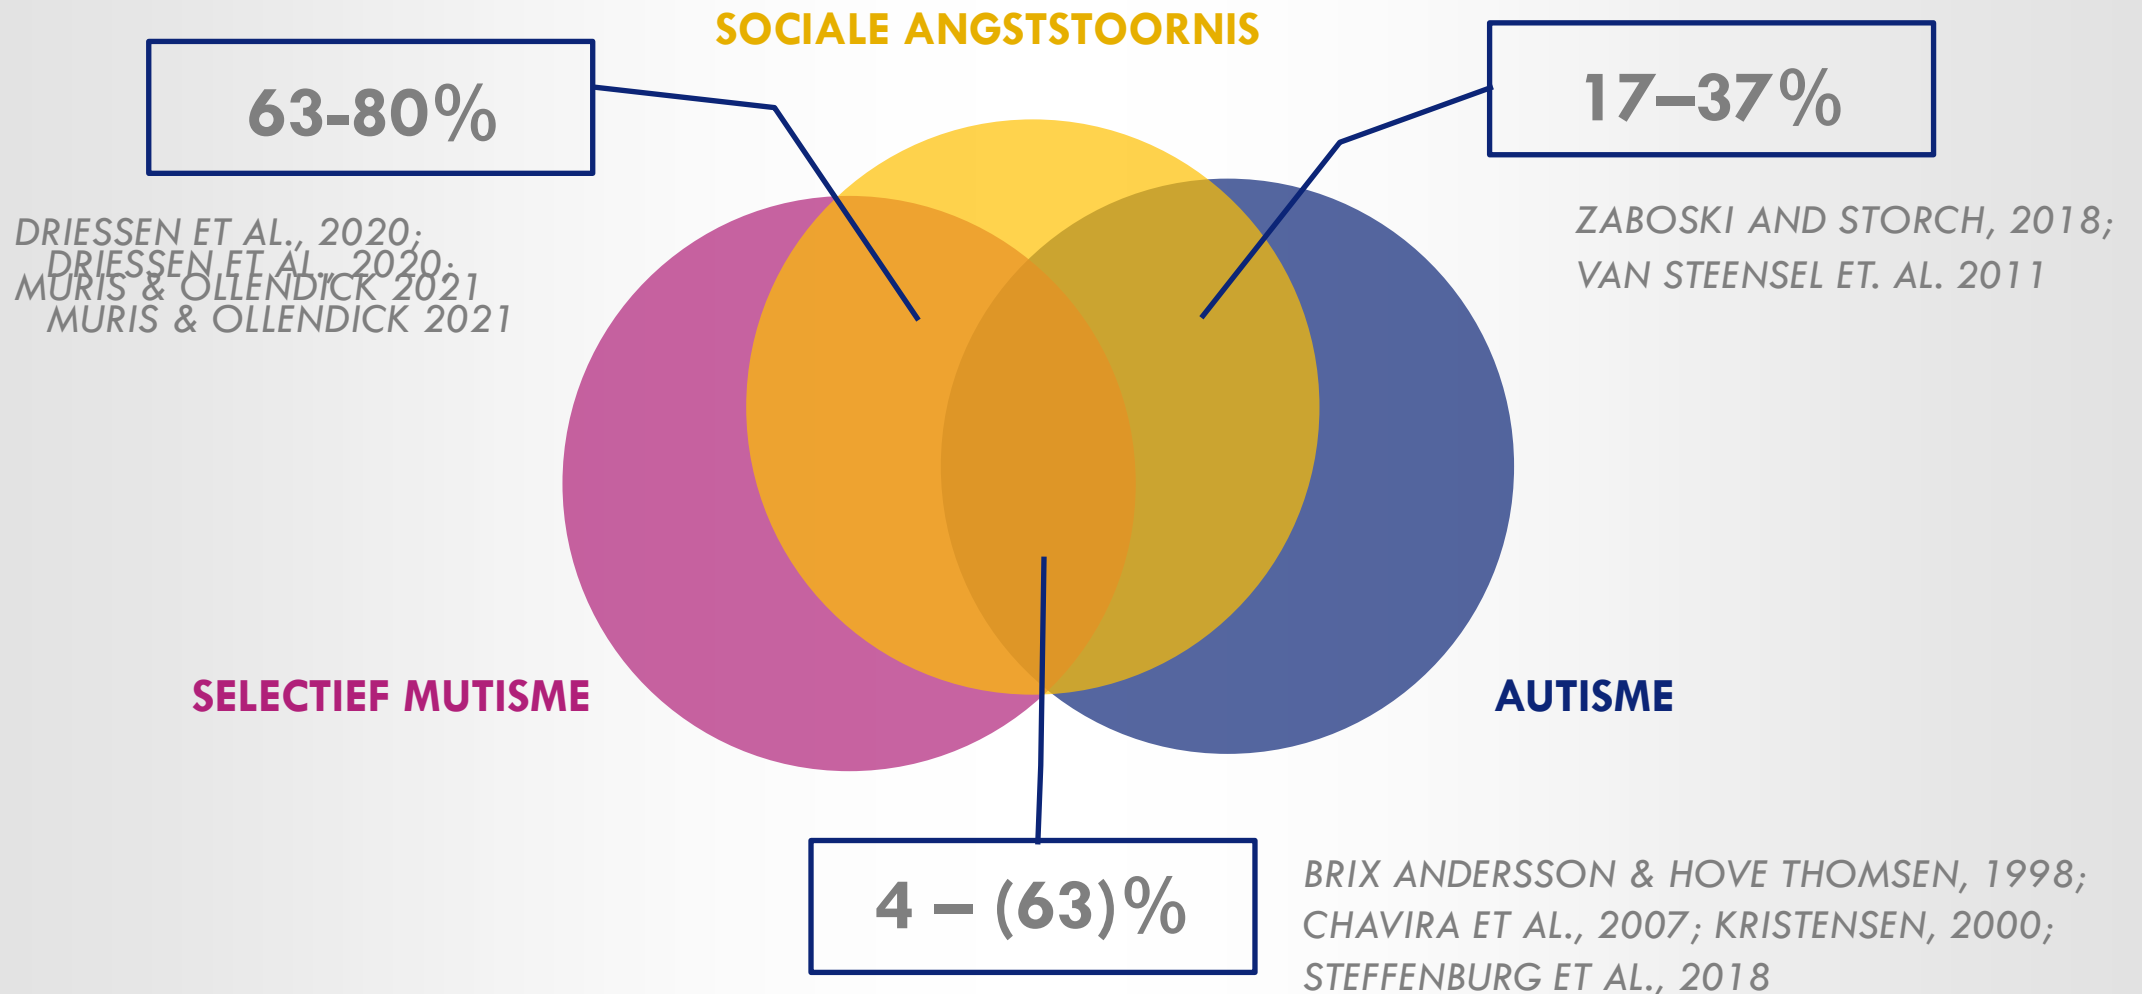 SOCIALE ANGSTSTOORNIS
63-80%
17–37%
DRIESSEN ET AL., 2020;
MURIS & OLLENDICK 2021
DRIESSEN ET AL., 2020;
MURIS & OLLENDICK 2021
ZABOSKI AND STORCH, 2018;
VAN STEENSEL ET. AL. 2011
SELECTIEF MUTISME
AUTISME
4 – (63)%
BRIX ANDERSSON & HOVE THOMSEN, 1998;
CHAVIRA ET AL., 2007; KRISTENSEN, 2000;
STEFFENBURG ET AL., 2018